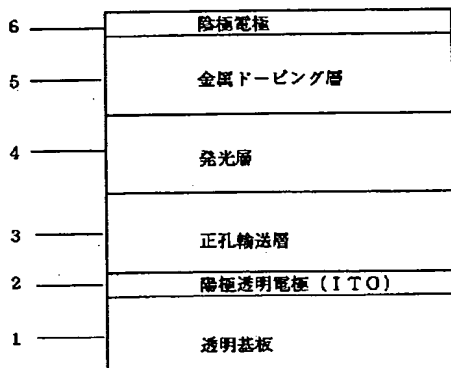 6 陰極電極
5 金属ドーピング層
4 発光層
3 正孔輸送層
2 陽極透明電極（ITO）
1 透明基板